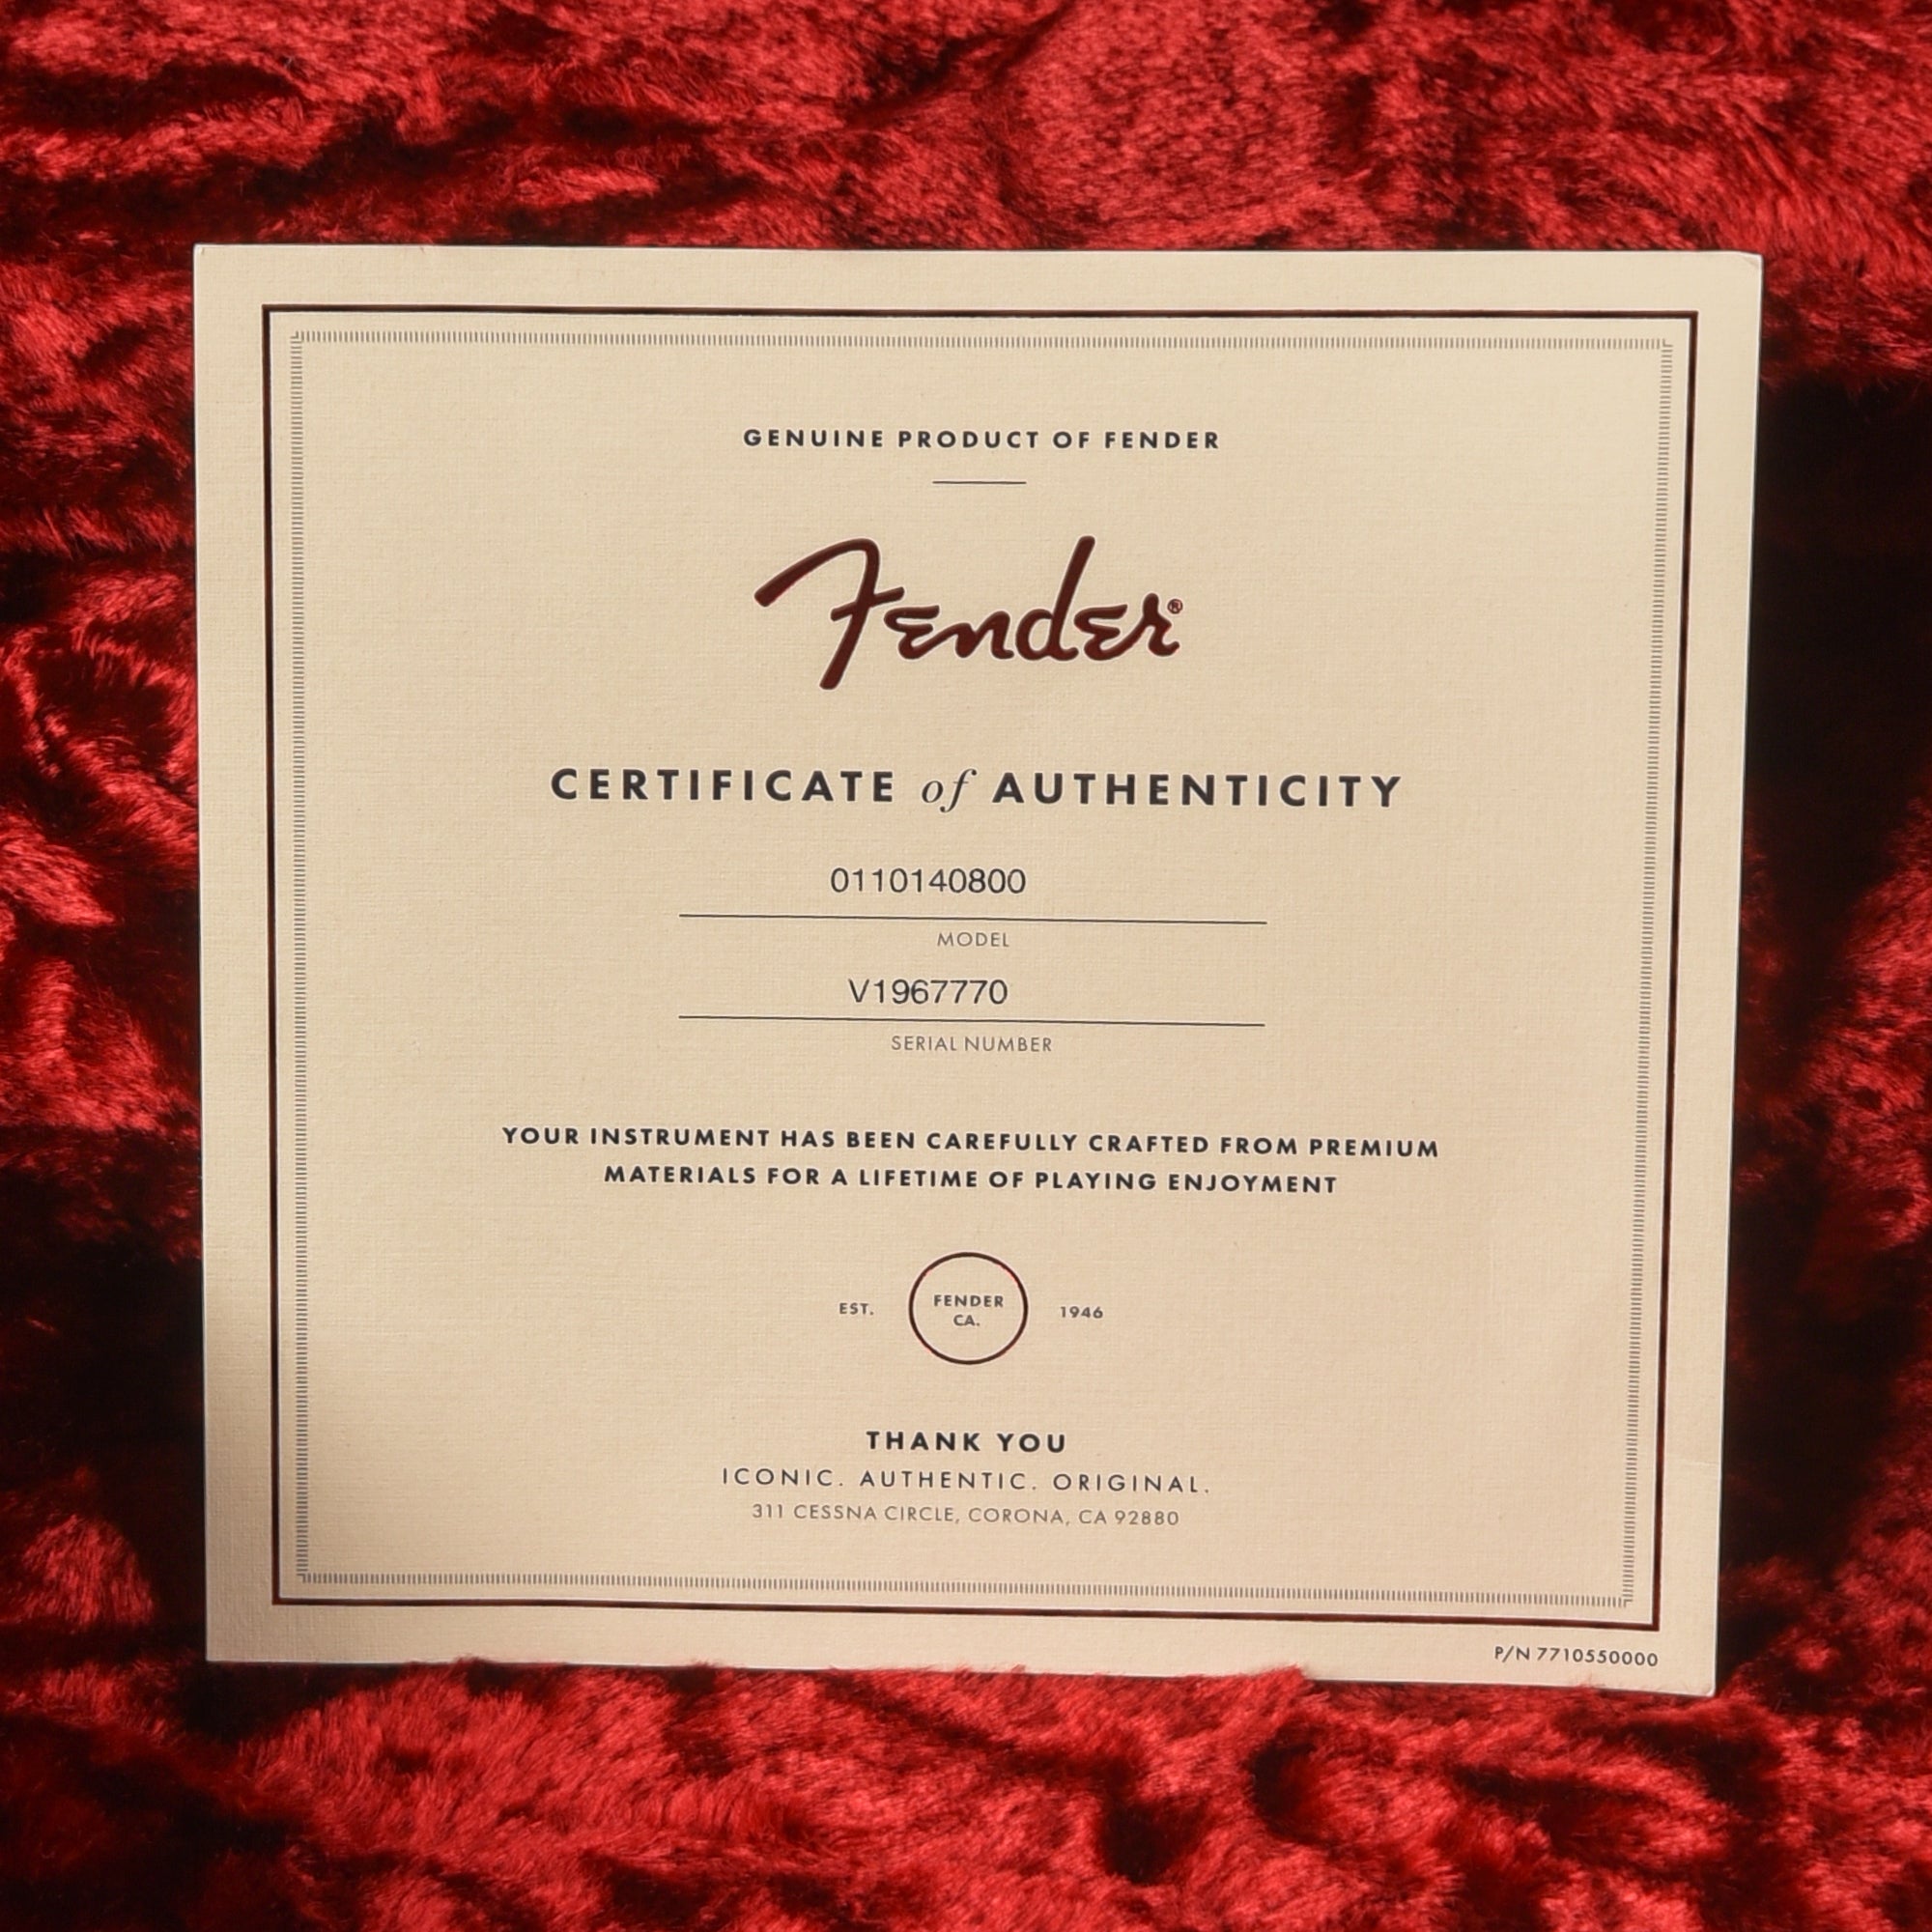 GENUINE PRODUCT OF FENDER
Fender®
CERTIFICATE of AUTHENTICITY
0110140800
MODEL
V1967770
SERIAL NUMBER
YOUR INSTRUMENT HAS BEEN CAREFULLY CRAFTED FROM PREMIUM
MATERIALS FOR A LIFETIME OF PLAYING ENJOYMENT
EST. FENDER CA. 1946
THANK YOU
ICONIC. AUTHENTIC. ORIGINAL.
311 CESSNA CIRCLE, CORONA, CA 92880
P/N 7710550000